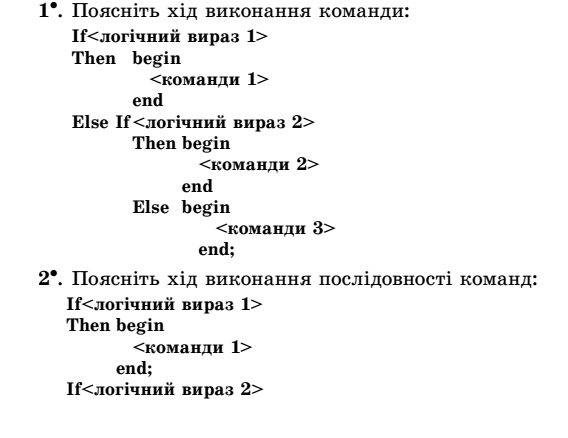 1•. Поясніть хід виконання команди:
If<логічний вираз 1>
Then begin
<команди 1>
end
Else If<логічний вираз 2>
Then begin
<команди 2>
end
Else begin
<команди 3>
end;
2•. Поясніть хід виконання послідовності команд:
If<логічний вираз 1>
Then begin
<команди 1>
end;
If<логічний вираз 2>